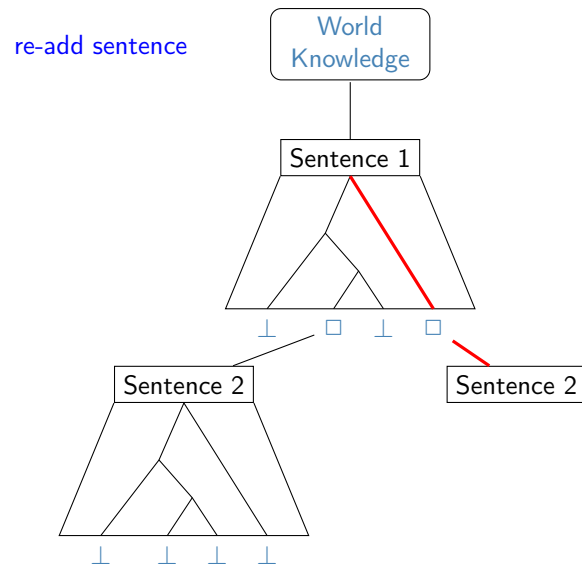 re-add sentence
World
Knowledge
Sentence 1
⊥ □ ⊥ □
Sentence 2
Sentence 2
⊥ ⊥ ⊥ ⊥